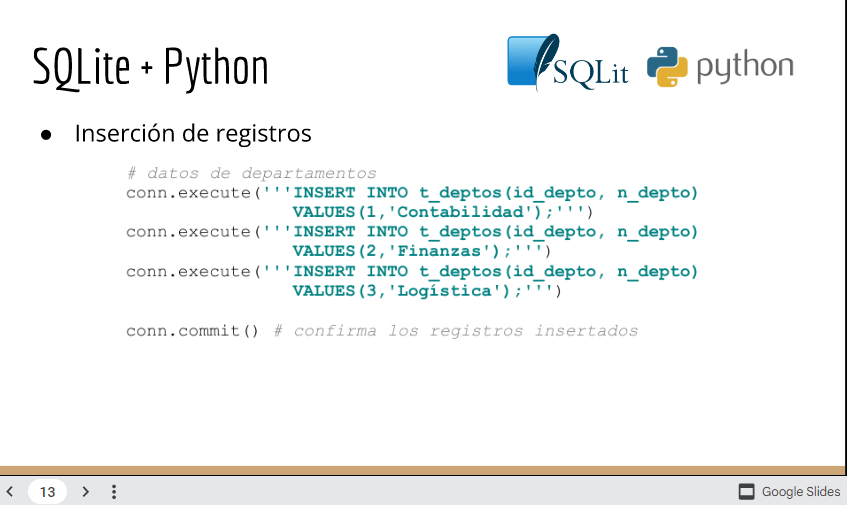 SQLite + Python
SQLit
python
● Inserción de registros
# datos de departamentos
conn.execute('''INSERT INTO t_deptos(id_depto, n_depto)
VALUES(1,'Contabilidad');''')
conn.execute('''INSERT INTO t_deptos(id_depto, n_depto)
VALUES(2,'Finanzas');''')
conn.execute('''INSERT INTO t_deptos(id_depto, n_depto)
VALUES(3,'Logística');''')
conn.commit() # confirma los registros insertados
13
Google Slides